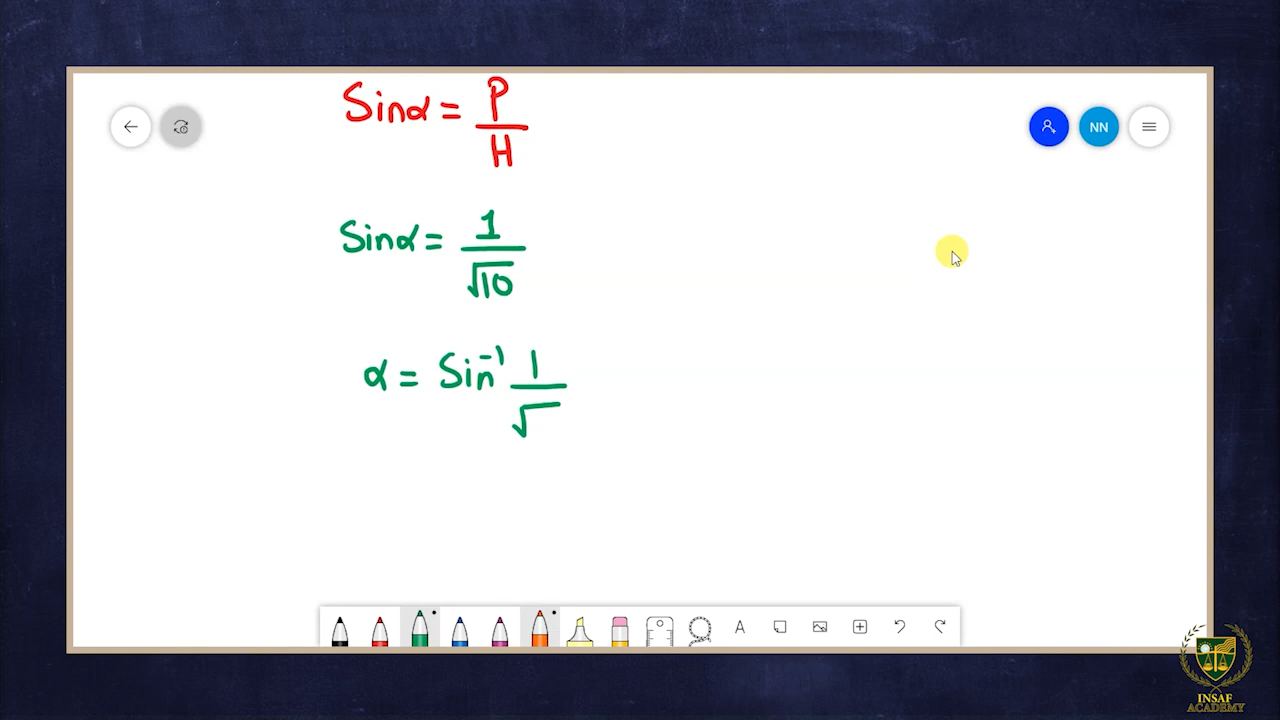 Sinα = P/H
NN
Sinα = 1/√10
α = Sin⁻¹ 1/√
A
INSAF
ACADEMY